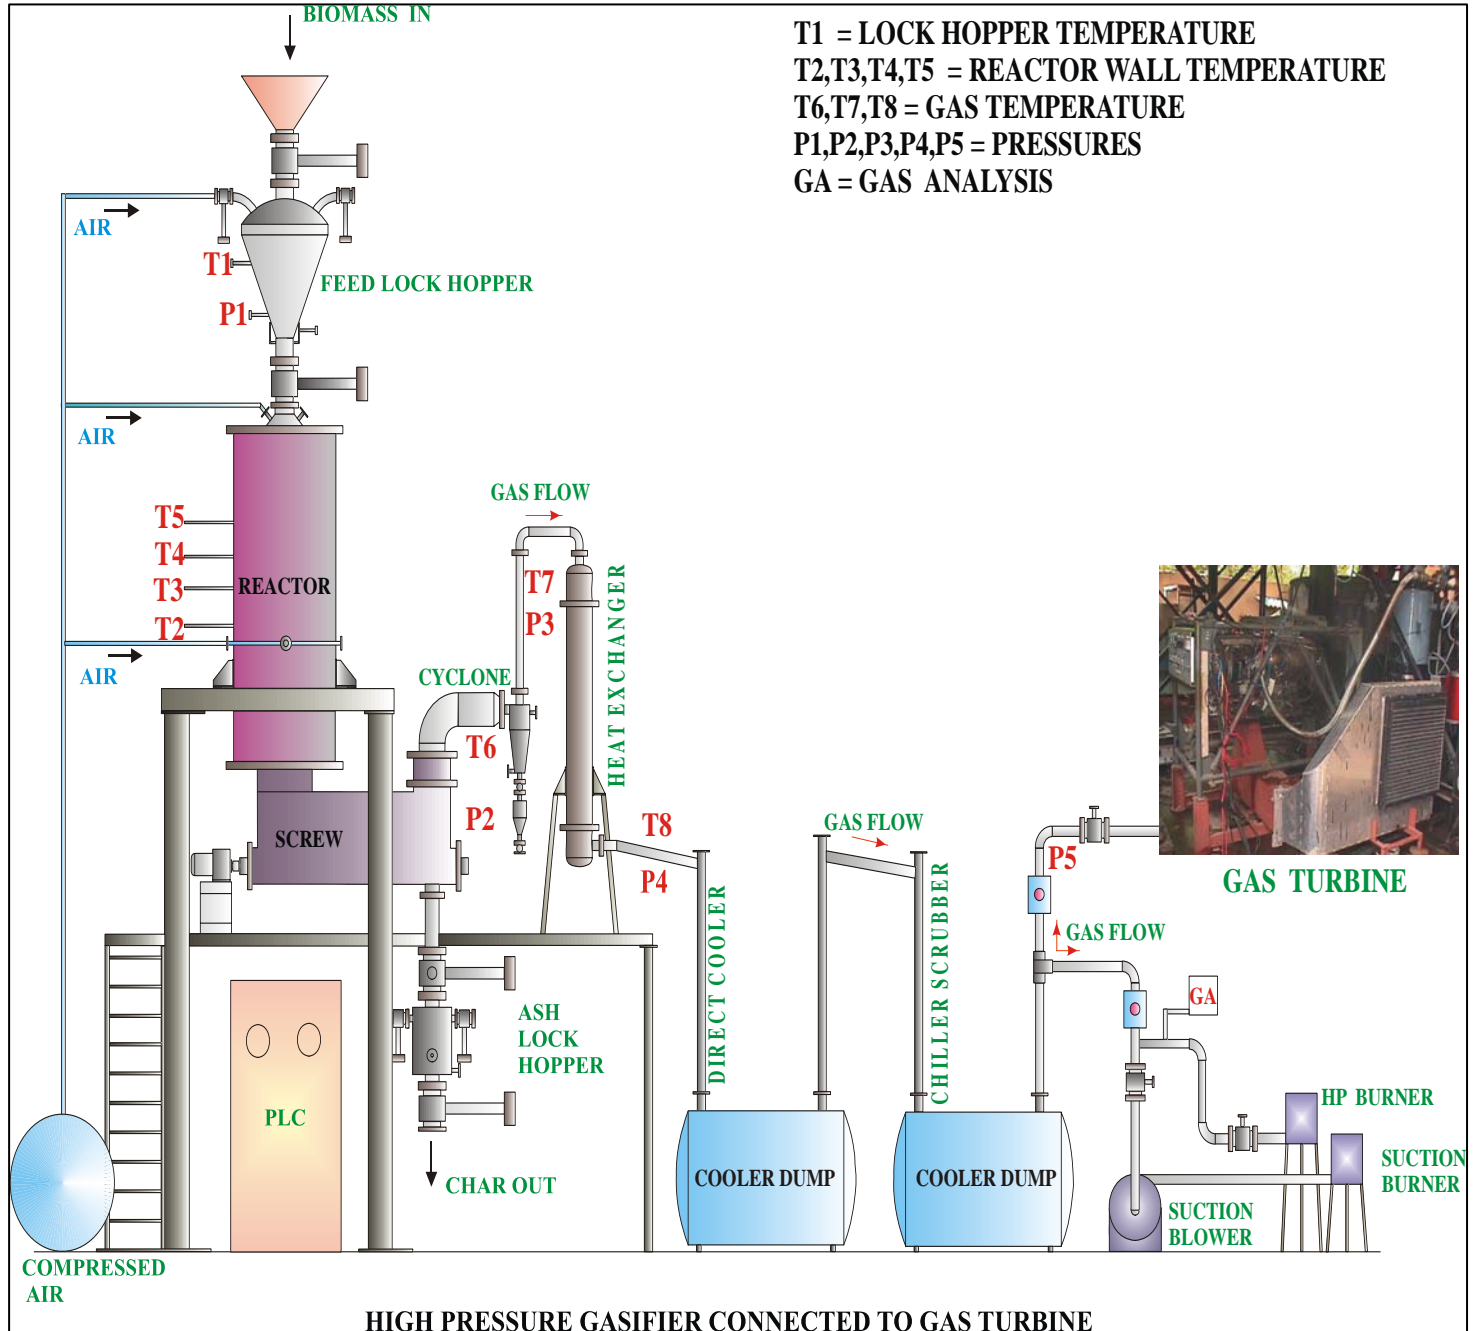 BIOMASS IN
T1 = LOCK HOPPER TEMPERATURE
T2,T3,T4,T5 = REACTOR WALL TEMPERATURE
T6,T7,T8 = GAS TEMPERATURE
P1,P2,P3,P4,P5 = PRESSURES
GA = GAS ANALYSIS
AIR
T1
FEED LOCK HOPPER
P1
AIR
GAS FLOW
T5
T4
T3
REACTOR
T2
T7
P3
HEAT EXCHANGER
AIR
CYCLONE
T6
P2
SCREW
T8
P4
GAS FLOW
P5
GAS TURBINE
DIRECT COOLER
CHILLER SCRUBBER
GAS FLOW
GA
ASH
LOCK
HOPPER
PLC
CHAR OUT
COOLER DUMP
COOLER DUMP
HP BURNER
SUCTION
BURNER
SUCTION
BLOWER
COMPRESSED
AIR
HIGH PRESSURE GASIFIER CONNECTED TO GAS TURBINE